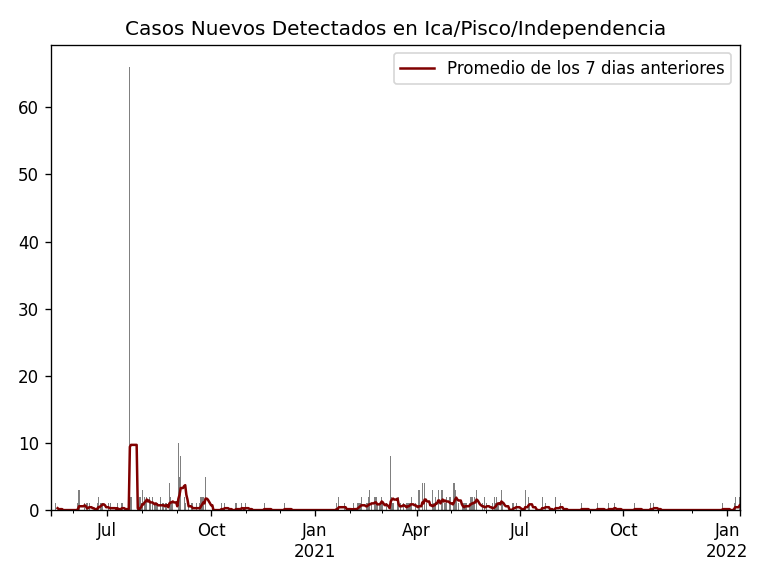 Casos Nuevos Detectados en Ica/Pisco/Independencia
Promedio de los 7 dias anteriores
60
50
40
30
20
10
0
Jul Oct Jan Apr Jul Oct Jan
2021 2022